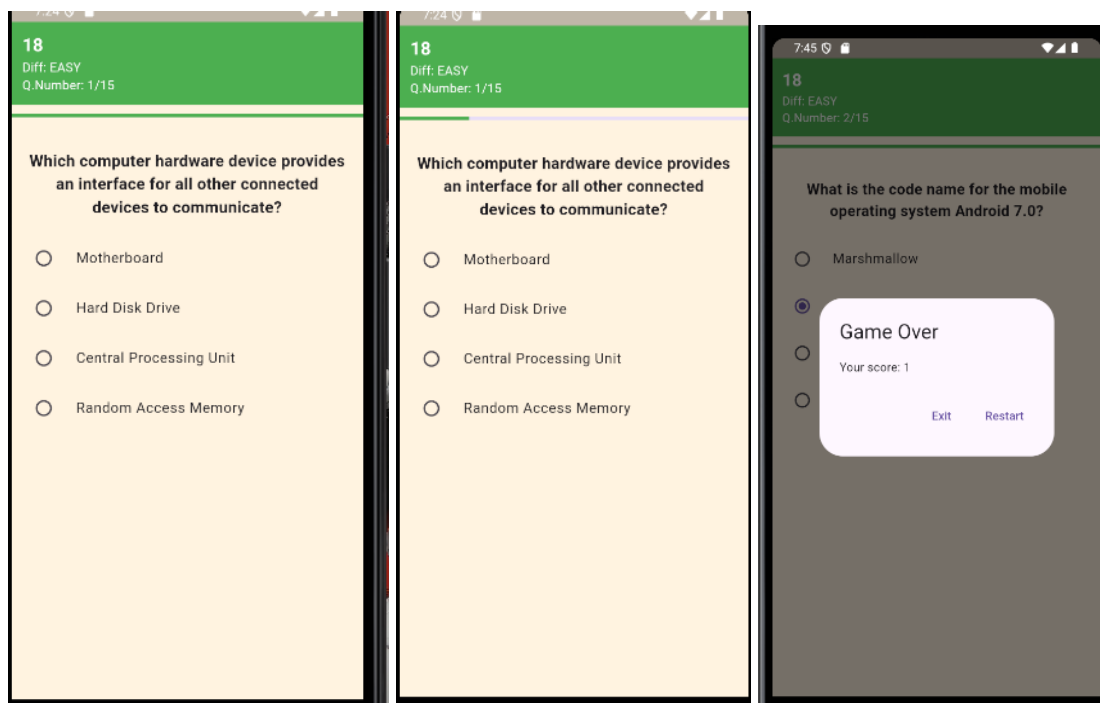 7:24
18
Diff: EASY
Q.Number: 1/15
Which computer hardware device provides
an interface for all other connected
devices to communicate?
Motherboard
Hard Disk Drive
Central Processing Unit
Random Access Memory
7:24
18
Diff: EASY
Q.Number: 1/15
Which computer hardware device provides
an interface for all other connected
devices to communicate?
Motherboard
Hard Disk Drive
Central Processing Unit
Random Access Memory
7:45
18
Diff: EASY
Q.Number: 2/15
What is the code name for the mobile
operating system Android 7.0?
Marshmallow
Game Over
Your score: 1
Exit
Restart